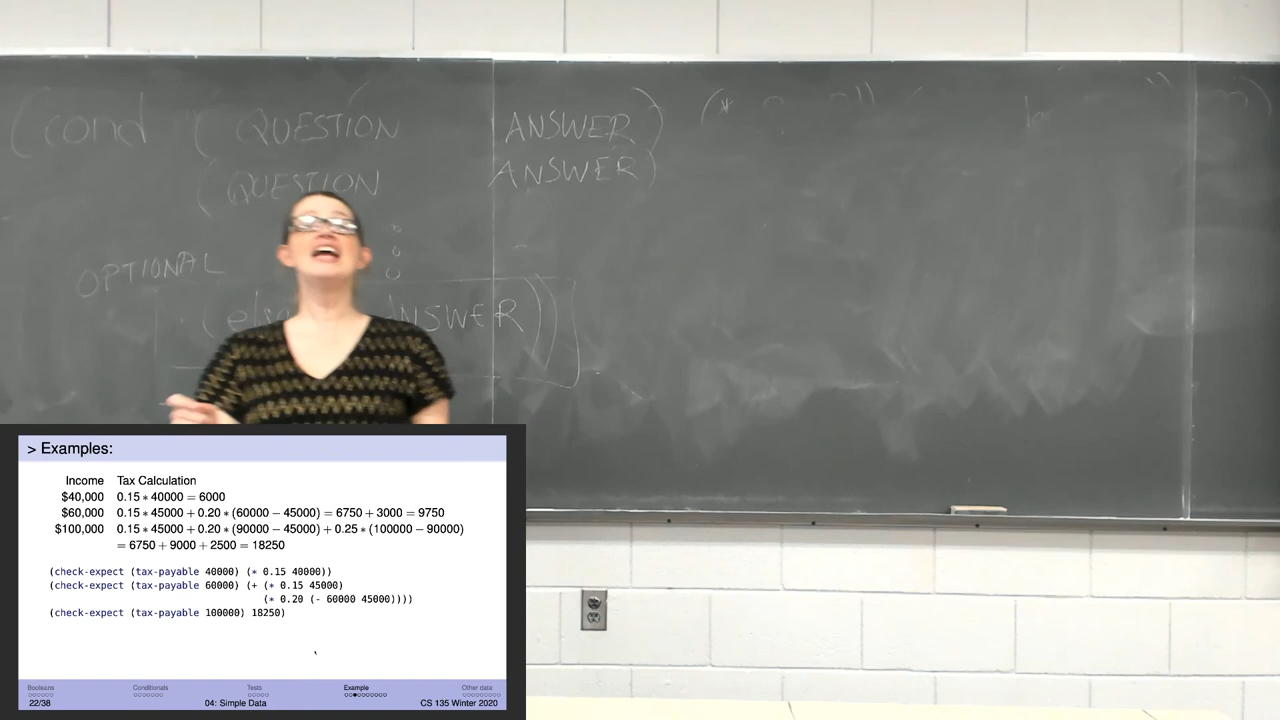 (cond (QUESTION ANSWER)
(QUESTION ANSWER)
OPTIONAL
ANSWER))
> Examples:
Income Tax Calculation
$40,000 0.15 ∗ 40000 = 6000
$60,000 0.15 ∗ 45000 + 0.20 ∗ (60000 − 45000) = 6750 + 3000 = 9750
$100,000 0.15 ∗ 45000 + 0.20 ∗ (90000 − 45000) + 0.25 ∗ (100000 − 90000)
= 6750 + 9000 + 2500 = 18250
(check-expect (tax-payable 40000) (* 0.15 40000))
(check-expect (tax-payable 60000) (+ (* 0.15 45000)
(* 0.20 (- 60000 45000))))
(check-expect (tax-payable 100000) 18250)
Booleans Conditionals Tests Example Other data
22/38 04: Simple Data CS 135 Winter 2020